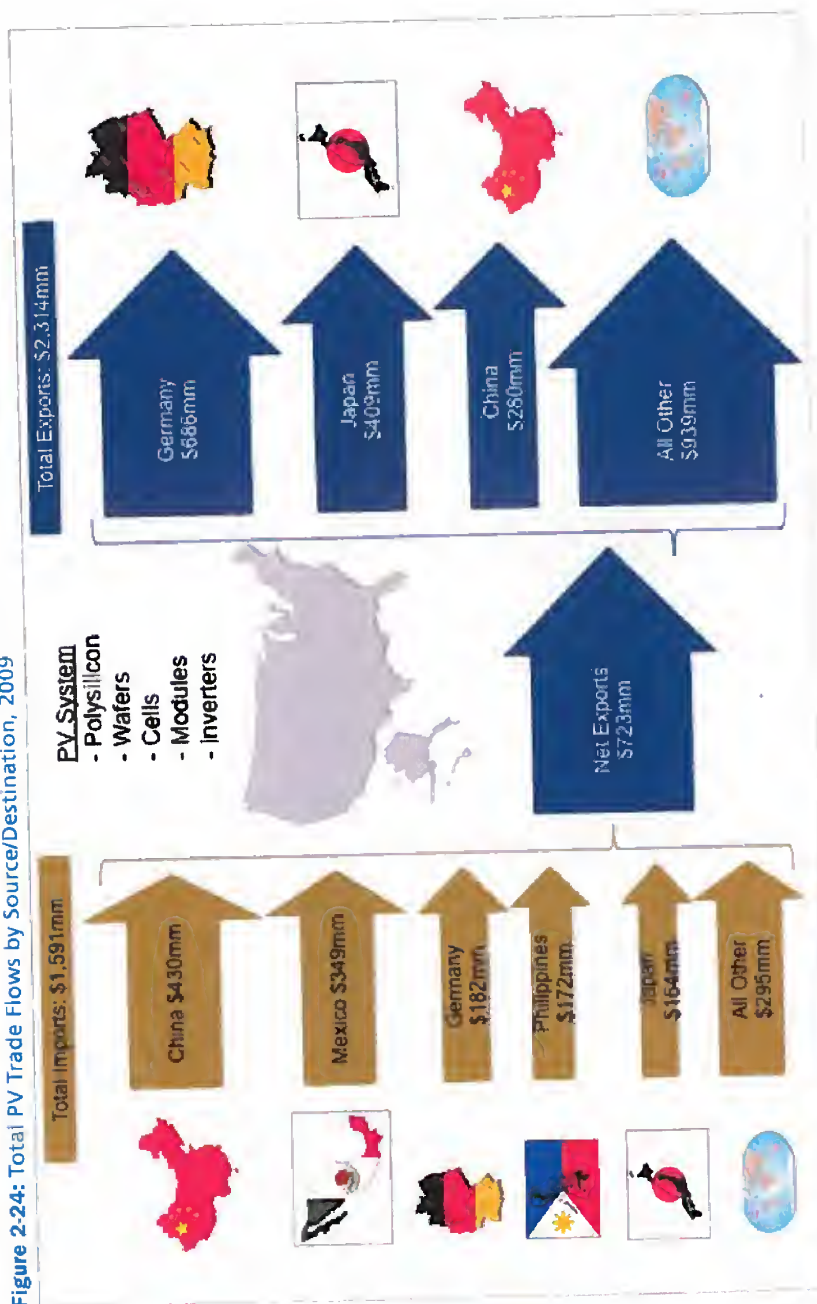 Figure 2-24: Total PV Trade Flows by Source/Destination, 2009
Total Imports: $1,591mm
China $430mm
Mexico $349mm
Germany
$182mm
Philippines
$172mm
Japan
$164mm
All Other
$295mm
PV System
- Polysilicon
- Wafers
- Cells
- Modules
- Inverters
Net Exports
$723mm
Total Exports: $2,314mm
Germany
$686mm
Japan
$409mm
China
$280mm
All Other
$939mm